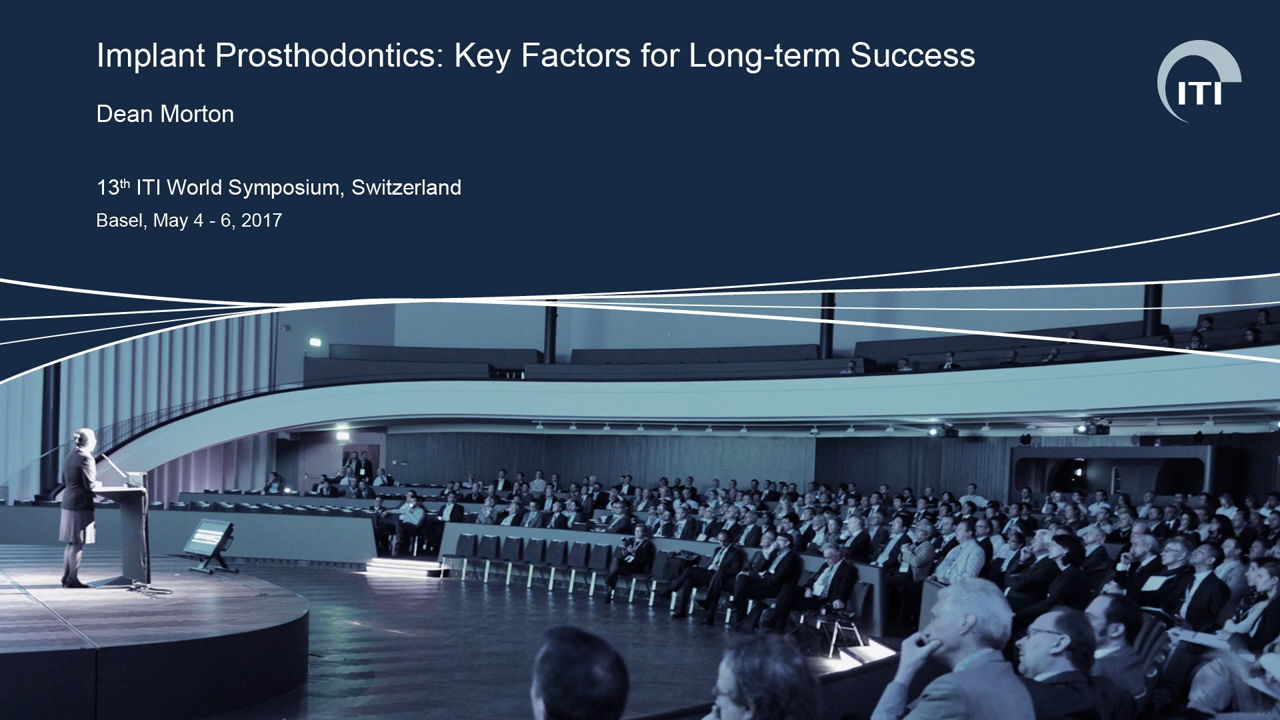 Implant Prosthodontics: Key Factors for Long-term Success
ITI
Dean Morton
13th ITI World Symposium, Switzerland
Basel, May 4 - 6, 2017